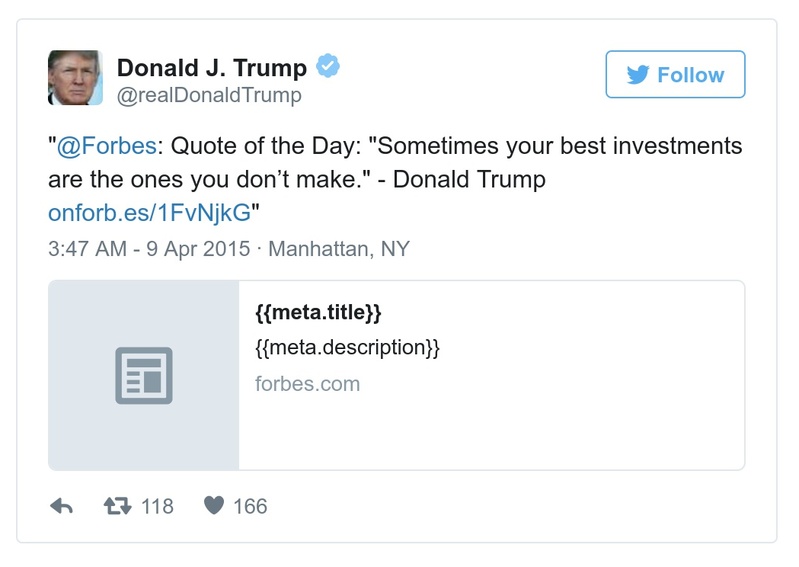 Donald J. Trump
@realDonaldTrump
Follow
"@Forbes: Quote of the Day: "Sometimes your best investments
are the ones you don’t make." - Donald Trump
onforb.es/1FvNjkG"
3:47 AM - 9 Apr 2015 · Manhattan, NY
{{meta.title}}
{{meta.description}}
forbes.com
118 166